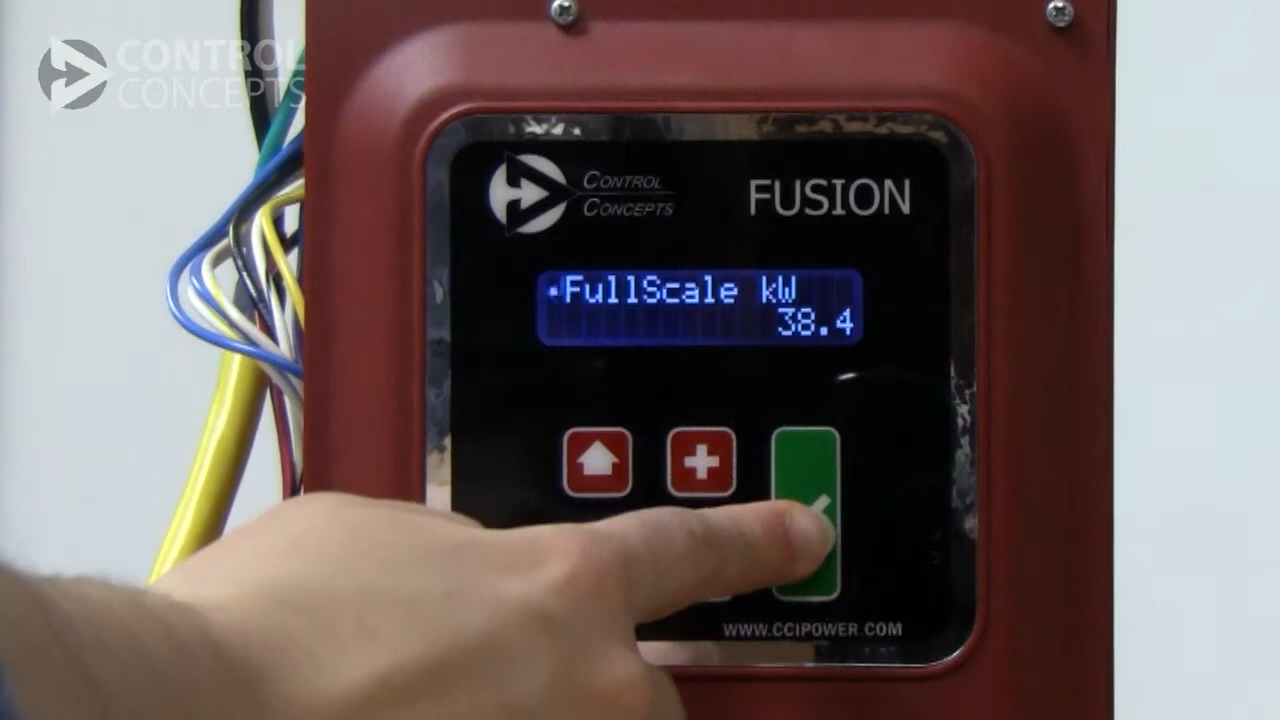 CONTROL
CONCEPTS
CONTROL
CONCEPTS
FUSION
FullScale kW
38.4
WWW.CCIPOWER.COM